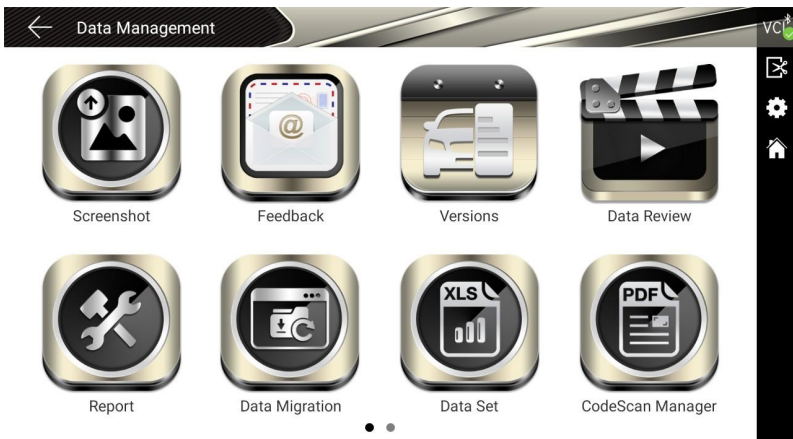 Data Management
VCI
@
Screenshot
Feedback
Versions
Data Review
XLS
PDF
Report
Data Migration
Data Set
CodeScan Manager